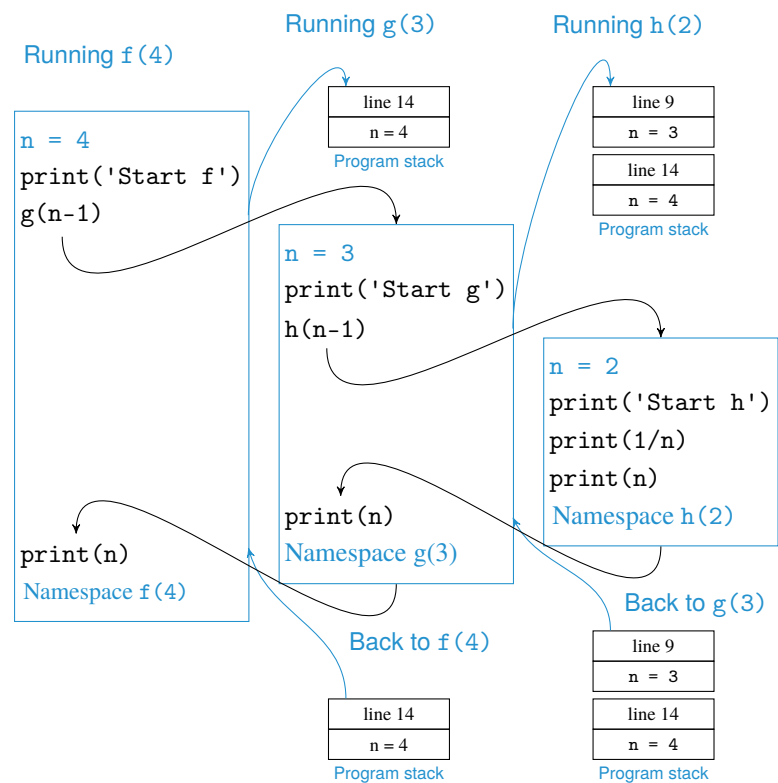 Running f(4)
n = 4
print('Start f')
g(n-1)
print(n)
Namespace f(4)
Running g(3)
line 14
n = 4
Program stack
n = 3
print('Start g')
h(n-1)
print(n)
Namespace g(3)
Back to f(4)
line 14
n = 4
Program stack
Running h(2)
line 9
n = 3
line 14
n = 4
Program stack
n = 2
print('Start h')
print(1/n)
print(n)
Namespace h(2)
Back to g(3)
line 9
n = 3
line 14
n = 4
Program stack